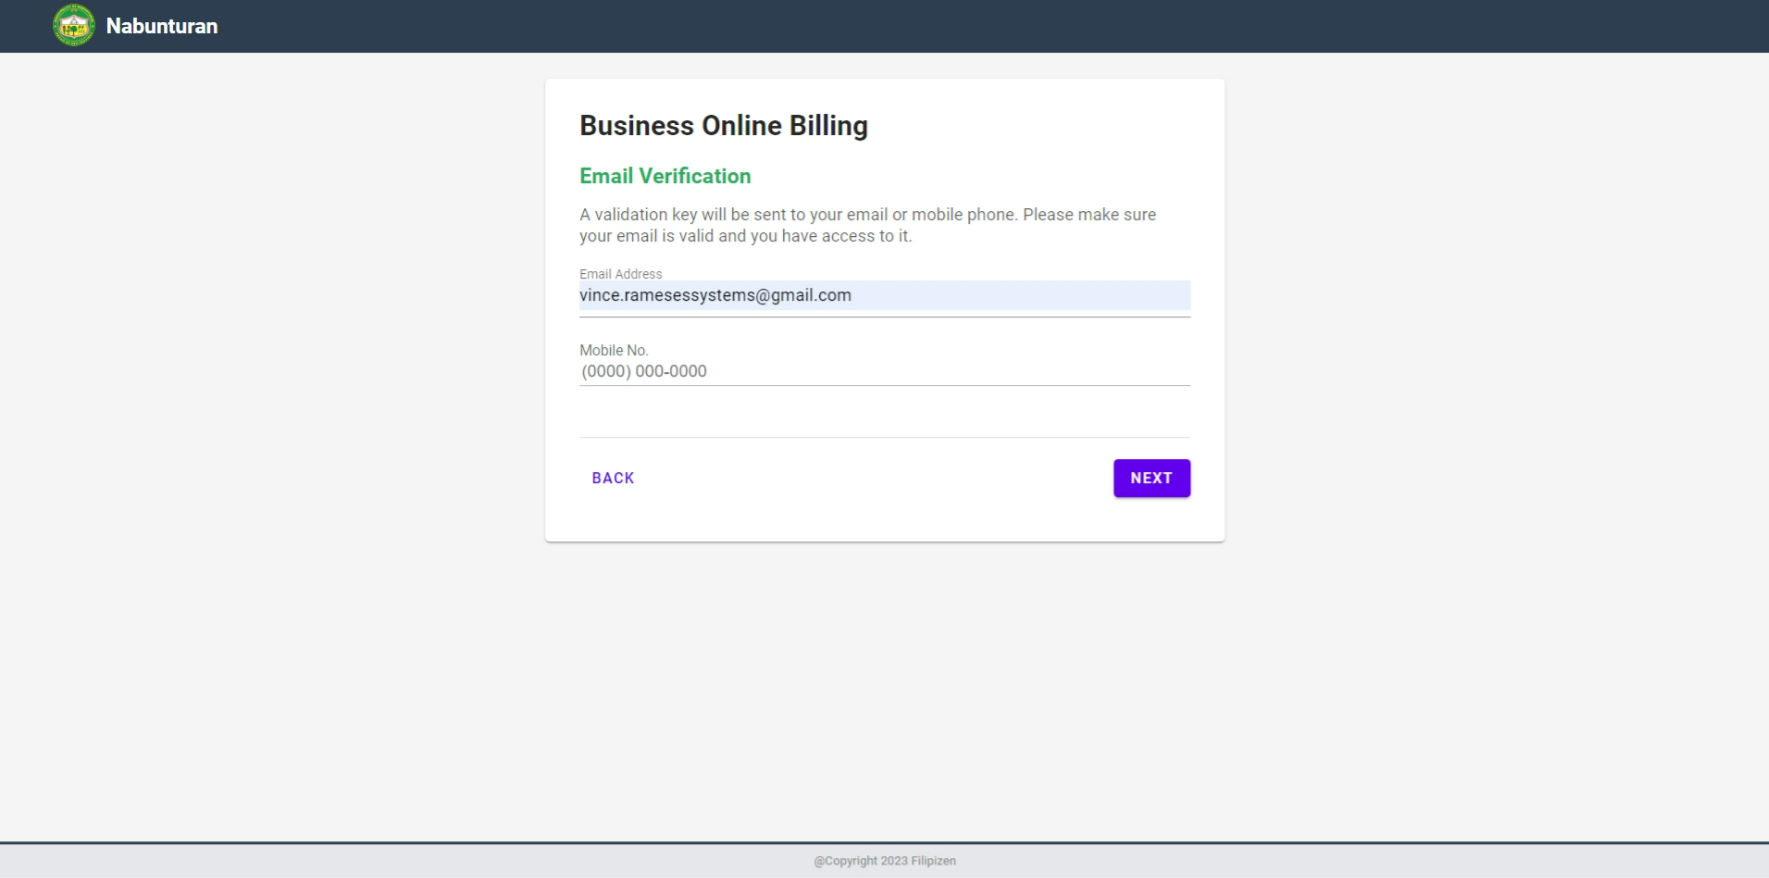 Nabunturan
Business Online Billing
Email Verification
A validation key will be sent to your email or mobile phone. Please make sure
your email is valid and you have access to it.
Email Address
vince.ramesessystems@gmail.com
Mobile No.
(0000) 000-0000
BACK
NEXT
@Copyright 2023 Filipizen